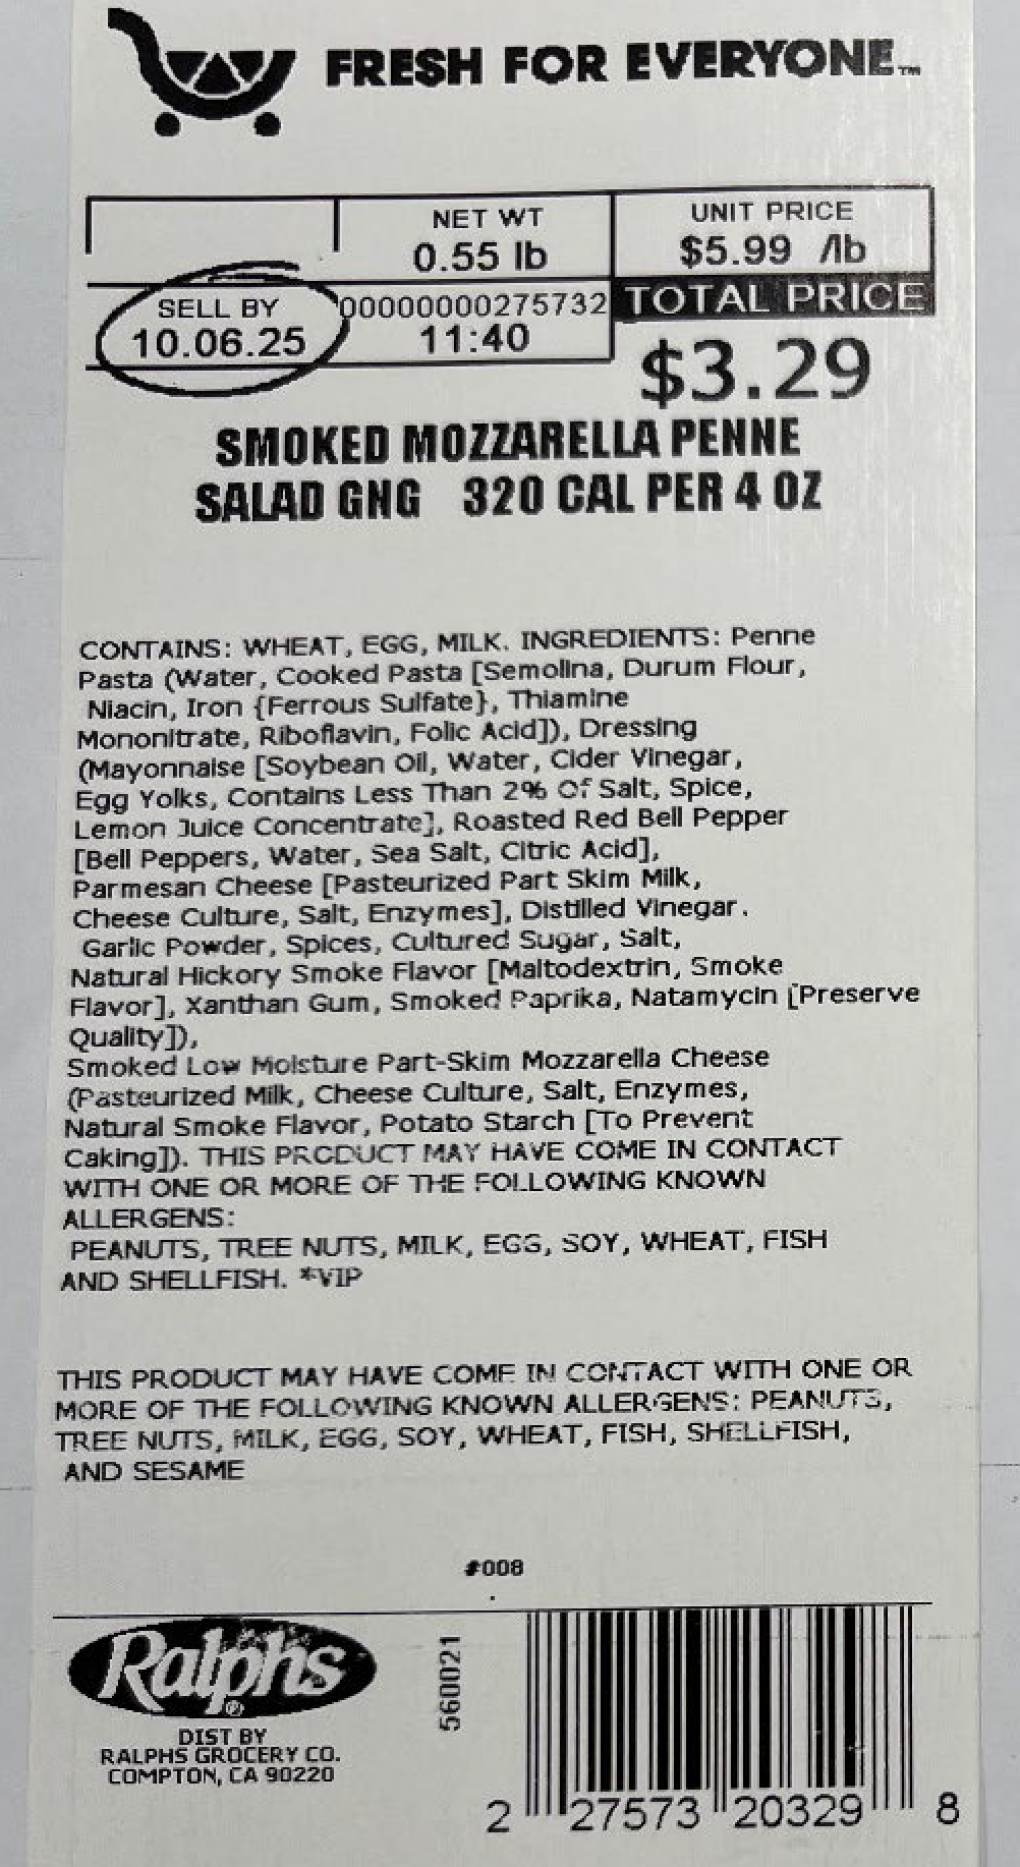 FRESH FOR EVERYONE™
NET WT
0.55 lb
UNIT PRICE
$5.99 /lb
SELL BY
10.06.25
00000000275732
11:40
TOTAL PRICE
$3.29
SMOKED MOZZARELLA PENNE
SALAD GNG 320 CAL PER 4 OZ
CONTAINS: WHEAT, EGG, MILK. INGREDIENTS: Penne
Pasta (Water, Cooked Pasta [Semolina, Durum Flour,
Niacin, Iron {Ferrous Sulfate}, Thiamine
Mononitrate, Riboflavin, Folic Acid]), Dressing
(Mayonnaise [Soybean Oil, Water, Cider Vinegar,
Egg Yolks, Contains Less Than 2% Of Salt, Spice,
Lemon Juice Concentrate], Roasted Red Bell Pepper
[Bell Peppers, Water, Sea Salt, Citric Acid],
Parmesan Cheese [Pasteurized Part Skim Milk,
Cheese Culture, Salt, Enzymes], Distilled Vinegar.
Garlic Powder, Spices, Cultured Sugar, Salt,
Natural Hickory Smoke Flavor [Maltodextrin, Smoke
Flavor], Xanthan Gum, Smoked Paprika, Natamycin [Preserve
Quality]),
Smoked Low Moisture Part-Skim Mozzarella Cheese
(Pasteurized Milk, Cheese Culture, Salt, Enzymes,
Natural Smoke Flavor, Potato Starch [To Prevent
Caking]). THIS PRODUCT MAY HAVE COME IN CONTACT
WITH ONE OR MORE OF THE FOLLOWING KNOWN
ALLERGENS:
PEANUTS, TREE NUTS, MILK, EGG, SOY, WHEAT, FISH
AND SHELLFISH. *VIP
THIS PRODUCT MAY HAVE COME IN CONTACT WITH ONE OR
MORE OF THE FOLLOWING KNOWN ALLERGENS: PEANUTS,
TREE NUTS, MILK, EGG, SOY, WHEAT, FISH, SHELLFISH,
AND SESAME
#008
Ralphs®
DIST BY
RALPHS GROCERY CO.
COMPTON, CA 90220
560021
2 27573 20329 8